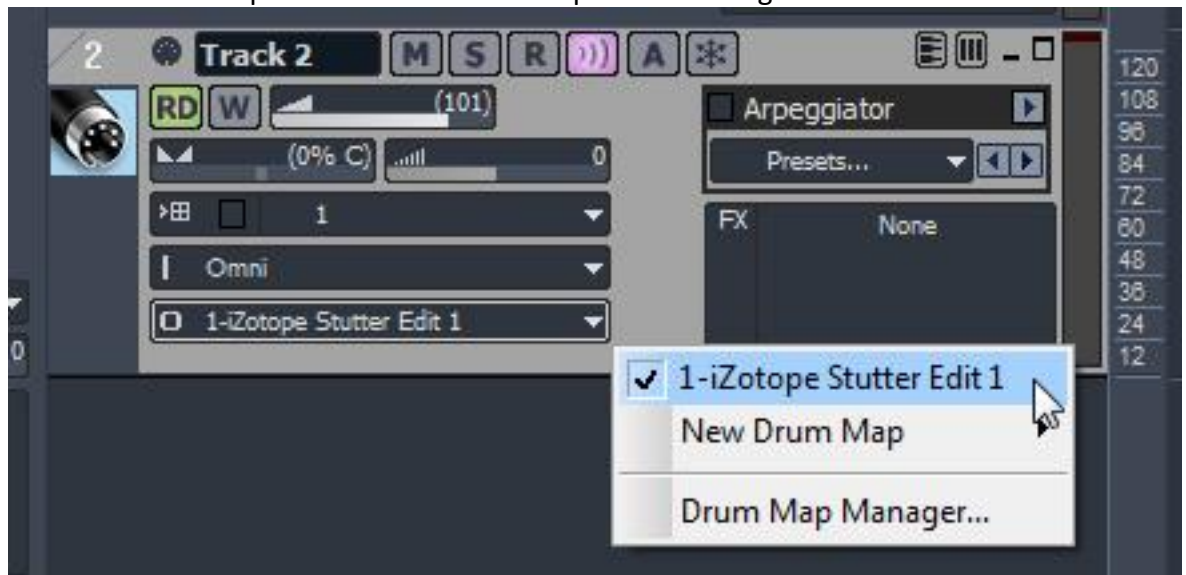 2 Track 2 M S R A
RD W (101)
(0% C) 0
1
Omni
1-iZotope Stutter Edit 1
Arpeggiator
Presets...
FX None
1-iZotope Stutter Edit 1
New Drum Map
Drum Map Manager...
120
108
96
84
72
60
48
36
24
12
0